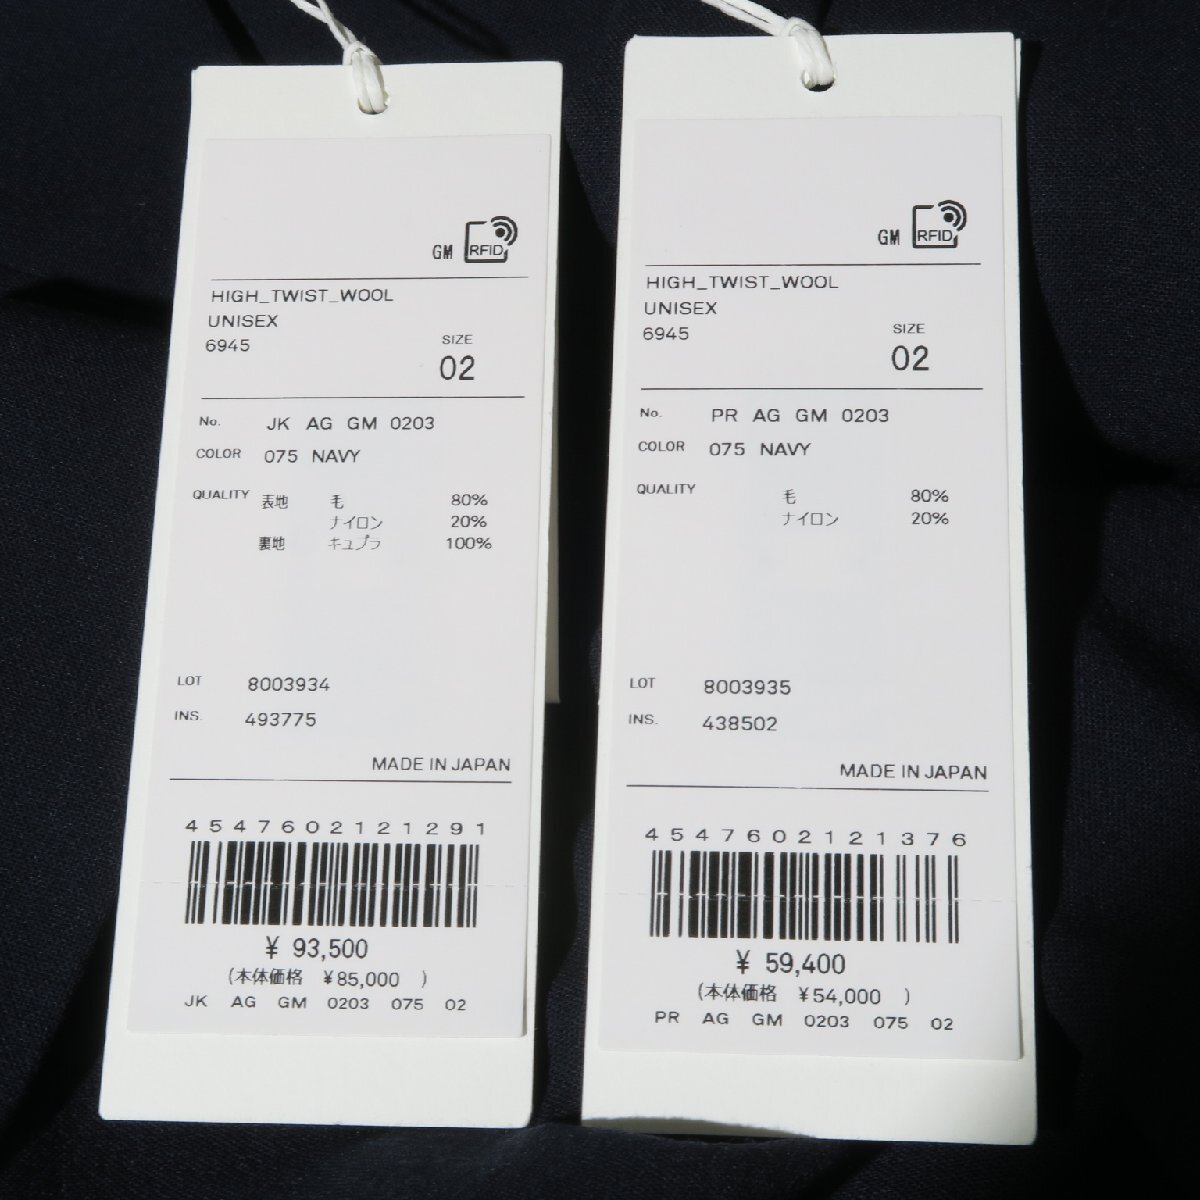 GM RFID
HIGH_TWIST_WOOL
UNISEX
6945
SIZE
02
No. JK AG GM 0203
COLOR 075 NAVY
QUALITY 表地 毛 80%
ナイロン 20%
裏地 キュプラ 100%
LOT 8003934
INS. 493775
MADE IN JAPAN
4547602121291
¥ 93,500
(本体価格 ¥85,000 )
JK AG GM 0203 075 02
GM RFID
HIGH_TWIST_WOOL
UNISEX
6945
SIZE
02
No. PR AG GM 0203
COLOR 075 NAVY
QUALITY 毛 80%
ナイロン 20%
LOT 8003935
INS. 438502
MADE IN JAPAN
4547602121376
¥ 59,400
(本体価格 ¥54,000 )
PR AG GM 0203 075 02